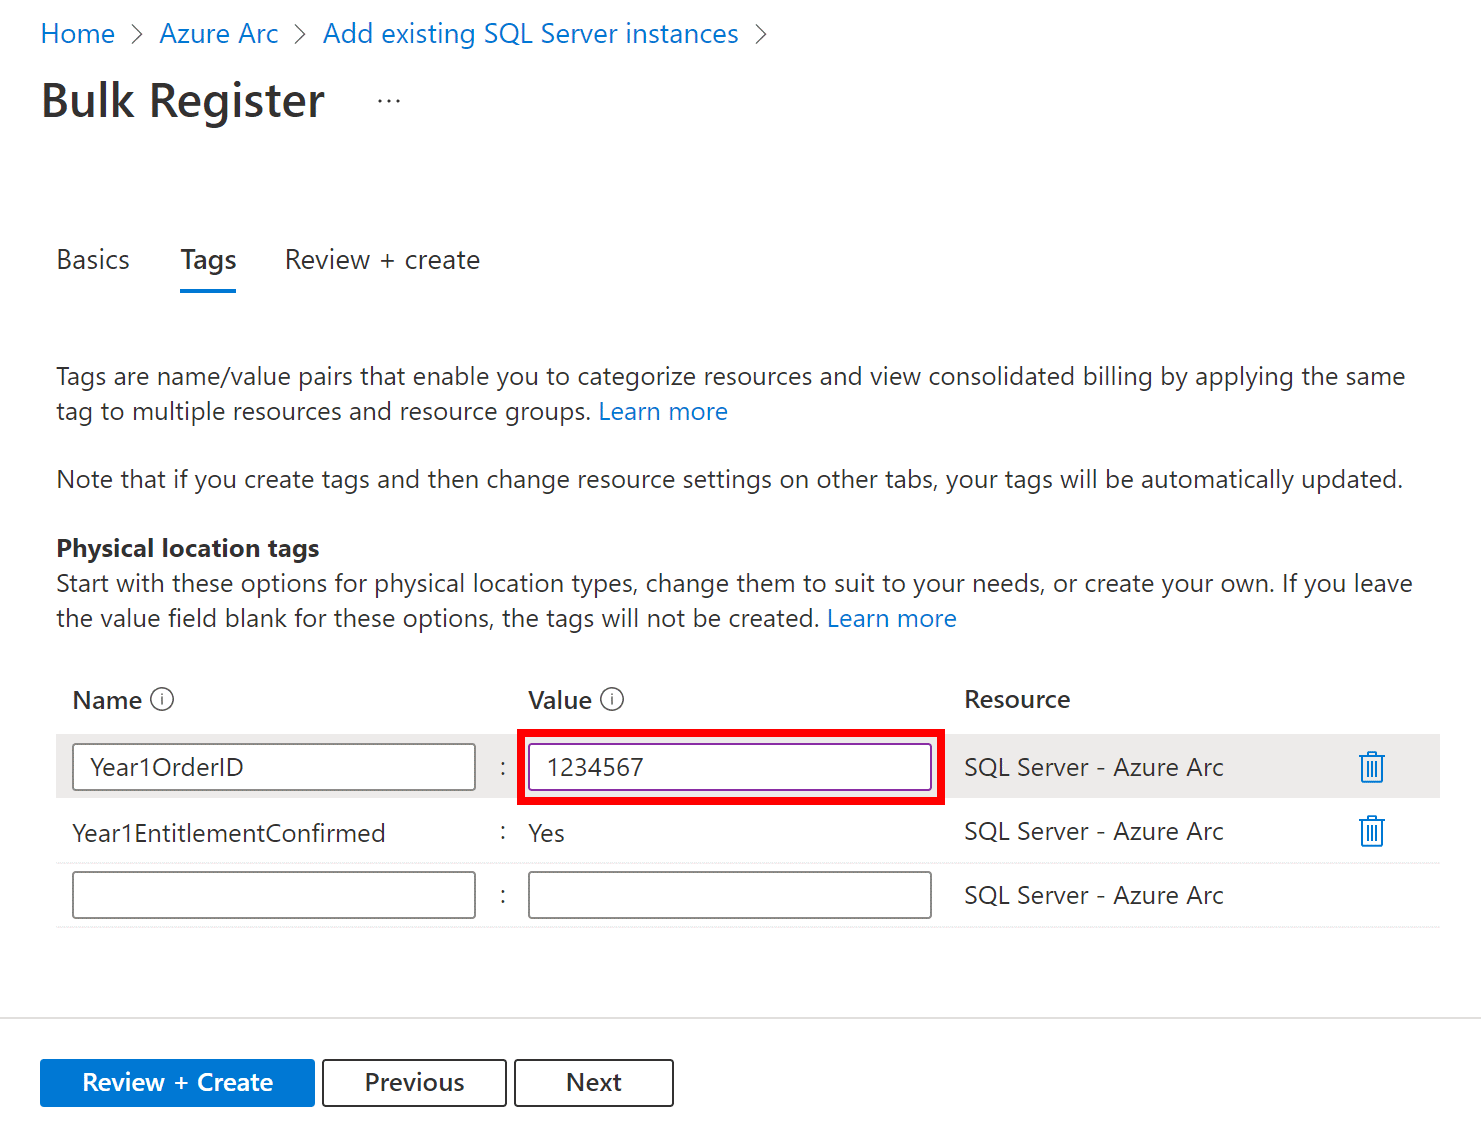 Home > Azure Arc > Add existing SQL Server instances >
Bulk Register ...
Basics Tags Review + create
Tags are name/value pairs that enable you to categorize resources and view consolidated billing by applying the same
tag to multiple resources and resource groups. Learn more
Note that if you create tags and then change resource settings on other tabs, your tags will be automatically updated.
Physical location tags
Start with these options for physical location types, change them to suit to your needs, or create your own. If you leave
the value field blank for these options, the tags will not be created. Learn more
Name Value Resource
Year1OrderID : 1234567 SQL Server - Azure Arc
Year1EntitlementConfirmed : Yes SQL Server - Azure Arc
: SQL Server - Azure Arc
Review + Create Previous Next